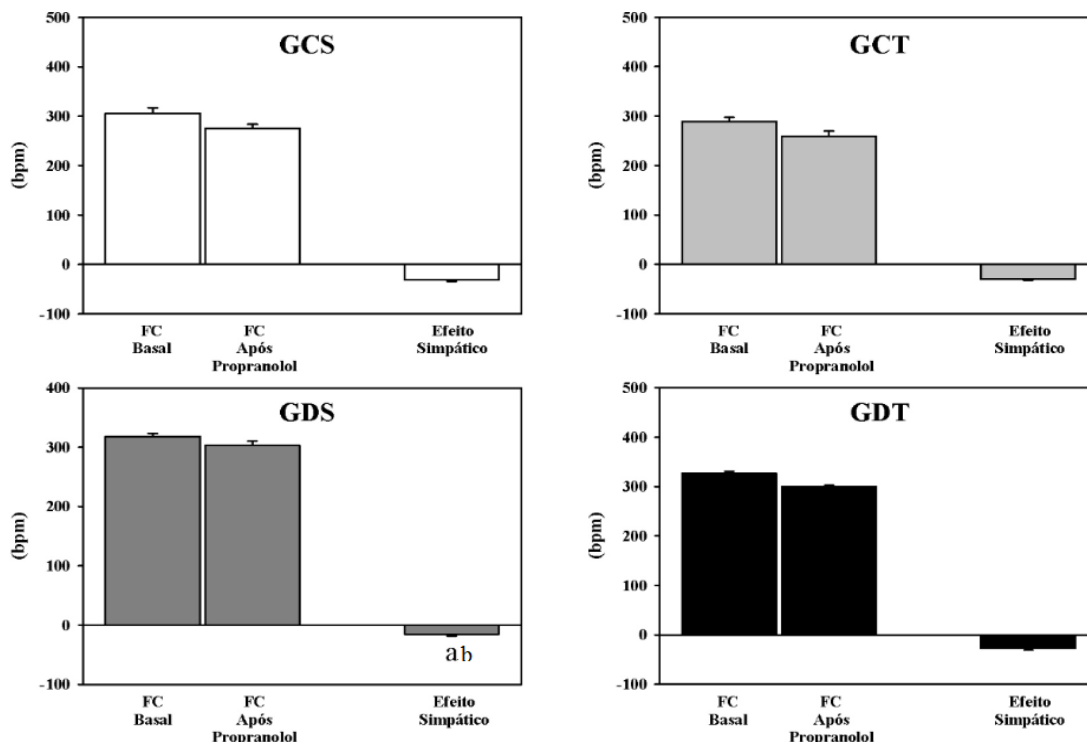 GCS
500
400
300
200
100
0
-100
(bpm)
FC
Basal
FC
Após
Propranolol
Efeito
Simpático
GCT
500
400
300
200
100
0
-100
(bpm)
FC
Basal
FC
Após
Propranolol
Efeito
Simpático
GDS
400
300
200
100
0
-100
(bpm)
ab
FC
Basal
FC
Após
Propranolol
Efeito
Simpático
GDT
500
400
300
200
100
0
-100
(bpm)
FC
Basal
FC
Após
Propranolol
Efeito
Simpático